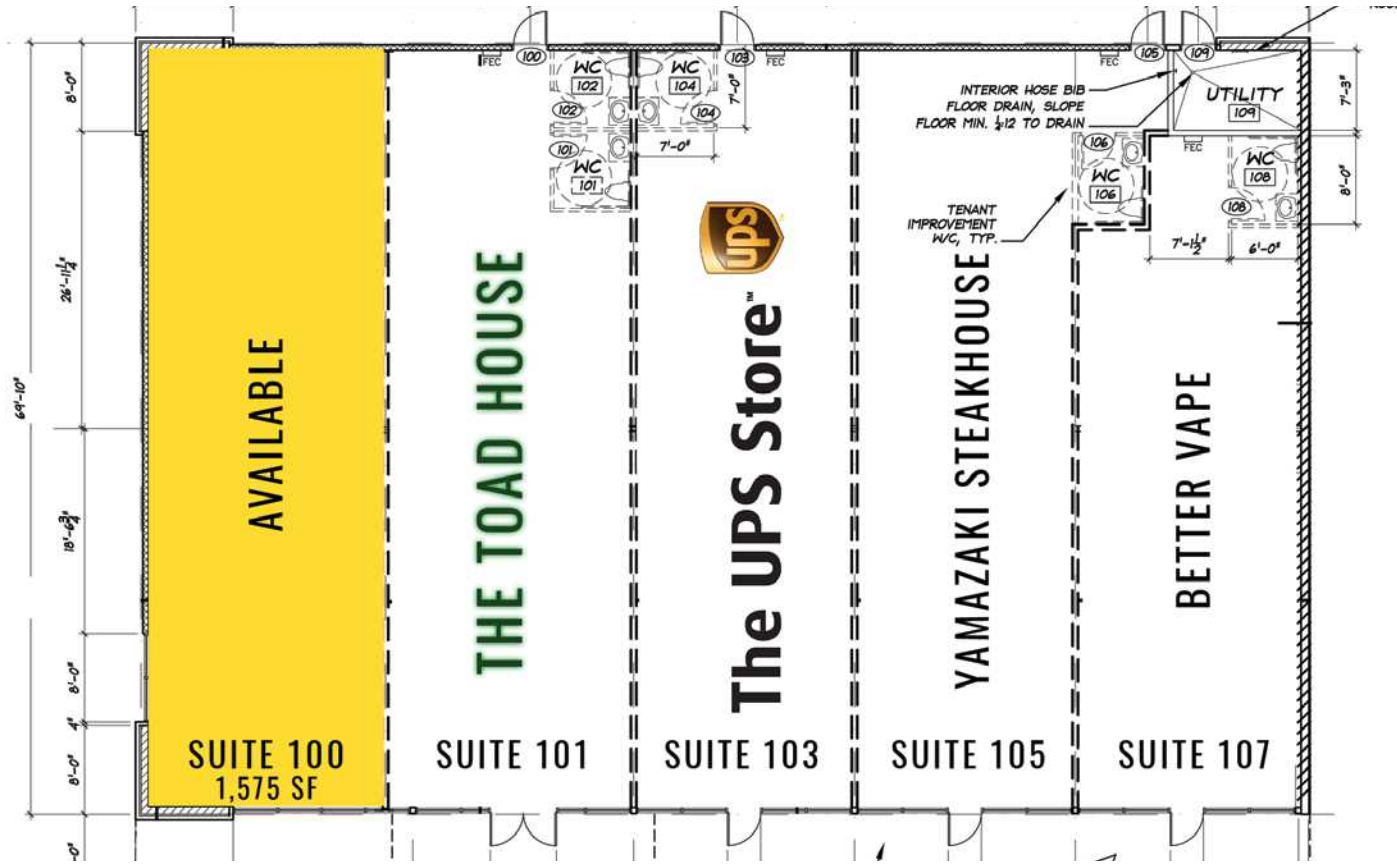 100
103
105
109
FEC
FEC
FEC
WC
102
WC
104
102
104
7'-0"
7'-0"
101
WC
101
INTERIOR HOSE BIB
FLOOR DRAIN, SLOPE
FLOOR MIN. ¼:12 TO DRAIN
UTILITY
109
7'-3"
FEC
106
WC
106
WC
108
108
8'-0"
TENANT
IMPROVEMENT
W/C, TYP.
7'-1½"
6'-0"
8'-0"
26'-11¼"
69'-10"
18'-6¾"
8'-0"
4"
8'-0"
AVAILABLE
THE TOAD HOUSE
ups
The UPS Store™
YAMAZAKI STEAKHOUSE
BETTER VAPE
SUITE 100
1,575 SF
SUITE 101
SUITE 103
SUITE 105
SUITE 107